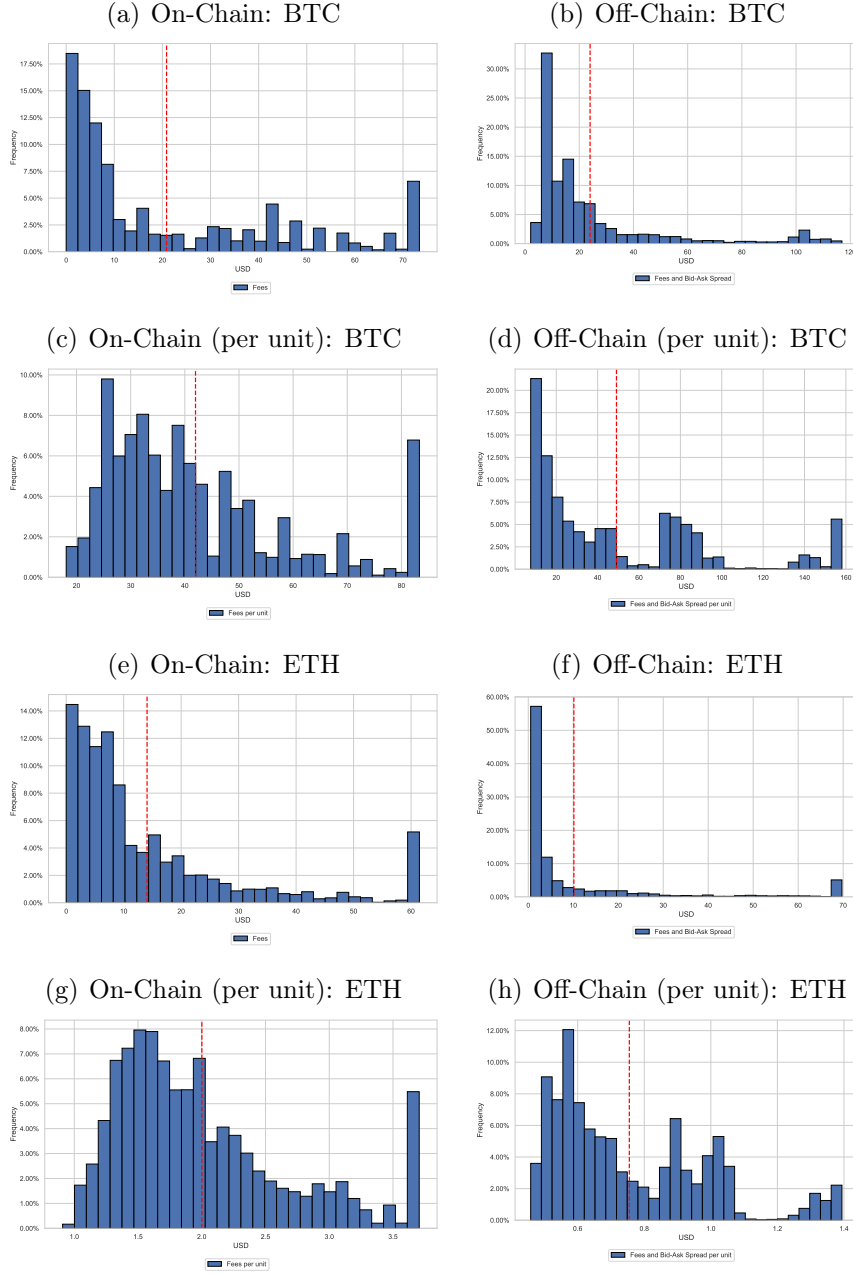 (a) On-Chain: BTC
17.50%
15.00%
12.50%
10.00%
7.50%
5.00%
2.50%
0.00%
Frequency
0 10 20 30 40 50 60 70
USD
Fees
(b) Off-Chain: BTC
30.00%
25.00%
20.00%
15.00%
10.00%
5.00%
0.00%
Frequency
0 20 40 60 80 100 120
USD
Fees and Bid-Ask Spread
(c) On-Chain (per unit): BTC
10.00%
8.00%
6.00%
4.00%
2.00%
0.00%
Frequency
20 30 40 50 60 70 80
USD
Fees per unit
(d) Off-Chain (per unit): BTC
20.00%
17.50%
15.00%
12.50%
10.00%
7.50%
5.00%
2.50%
0.00%
Frequency
20 40 60 80 100 120 140 160
USD
Fees and Bid-Ask Spread per unit
(e) On-Chain: ETH
14.00%
12.00%
10.00%
8.00%
6.00%
4.00%
2.00%
0.00%
Frequency
0 10 20 30 40 50 60
USD
Fees
(f) Off-Chain: ETH
60.00%
50.00%
40.00%
30.00%
20.00%
10.00%
0.00%
Frequency
0 10 20 30 40 50 60 70
USD
Fees and Bid-Ask Spread
(g) On-Chain (per unit): ETH
8.00%
7.00%
6.00%
5.00%
4.00%
3.00%
2.00%
1.00%
0.00%
Frequency
1.0 1.5 2.0 2.5 3.0 3.5
USD
Fees per unit
(h) Off-Chain (per unit): ETH
12.00%
10.00%
8.00%
6.00%
4.00%
2.00%
0.00%
Frequency
0.6 0.8 1.0 1.2 1.4
USD
Fees and Bid-Ask Spread per unit